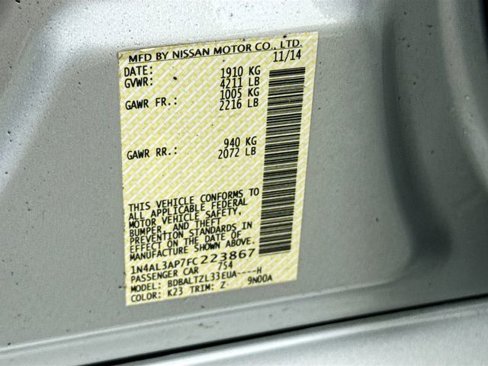 MFD BY NISSAN MOTOR CO., LTD.
DATE: 11/14
GVWR: 1910 KG
4211 LB
GAWR FR.: 1005 KG
2216 LB
GAWR RR.: 940 KG
2072 LB
THIS VEHICLE CONFORMS TO
ALL APPLICABLE FEDERAL
MOTOR VEHICLE SAFETY,
BUMPER, AND THEFT
PREVENTION STANDARDS IN
EFFECT ON THE DATE OF
MANUFACTURE SHOWN ABOVE.
1N4AL3AP7FC223867
PASSENGER CAR 754
MODEL: BDBALTZL33EUA----H
COLOR: K23 TRIM: Z 9N00A